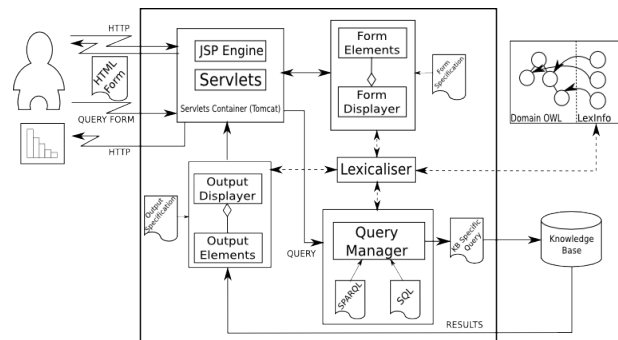 HTTP
HTML
Form
QUERY FORM
HTTP
JSP Engine
Servlets
Servlets Container (Tomcat)
Form
Elements
Form
Displayer
Form
Specification
Domain OWL
LexInfo
Lexicaliser
Output
Specification
Output
Displayer
Output
Elements
QUERY
Query
Manager
SPARQL
SQL
KB Specific
Query
Knowledge
Base
RESULTS